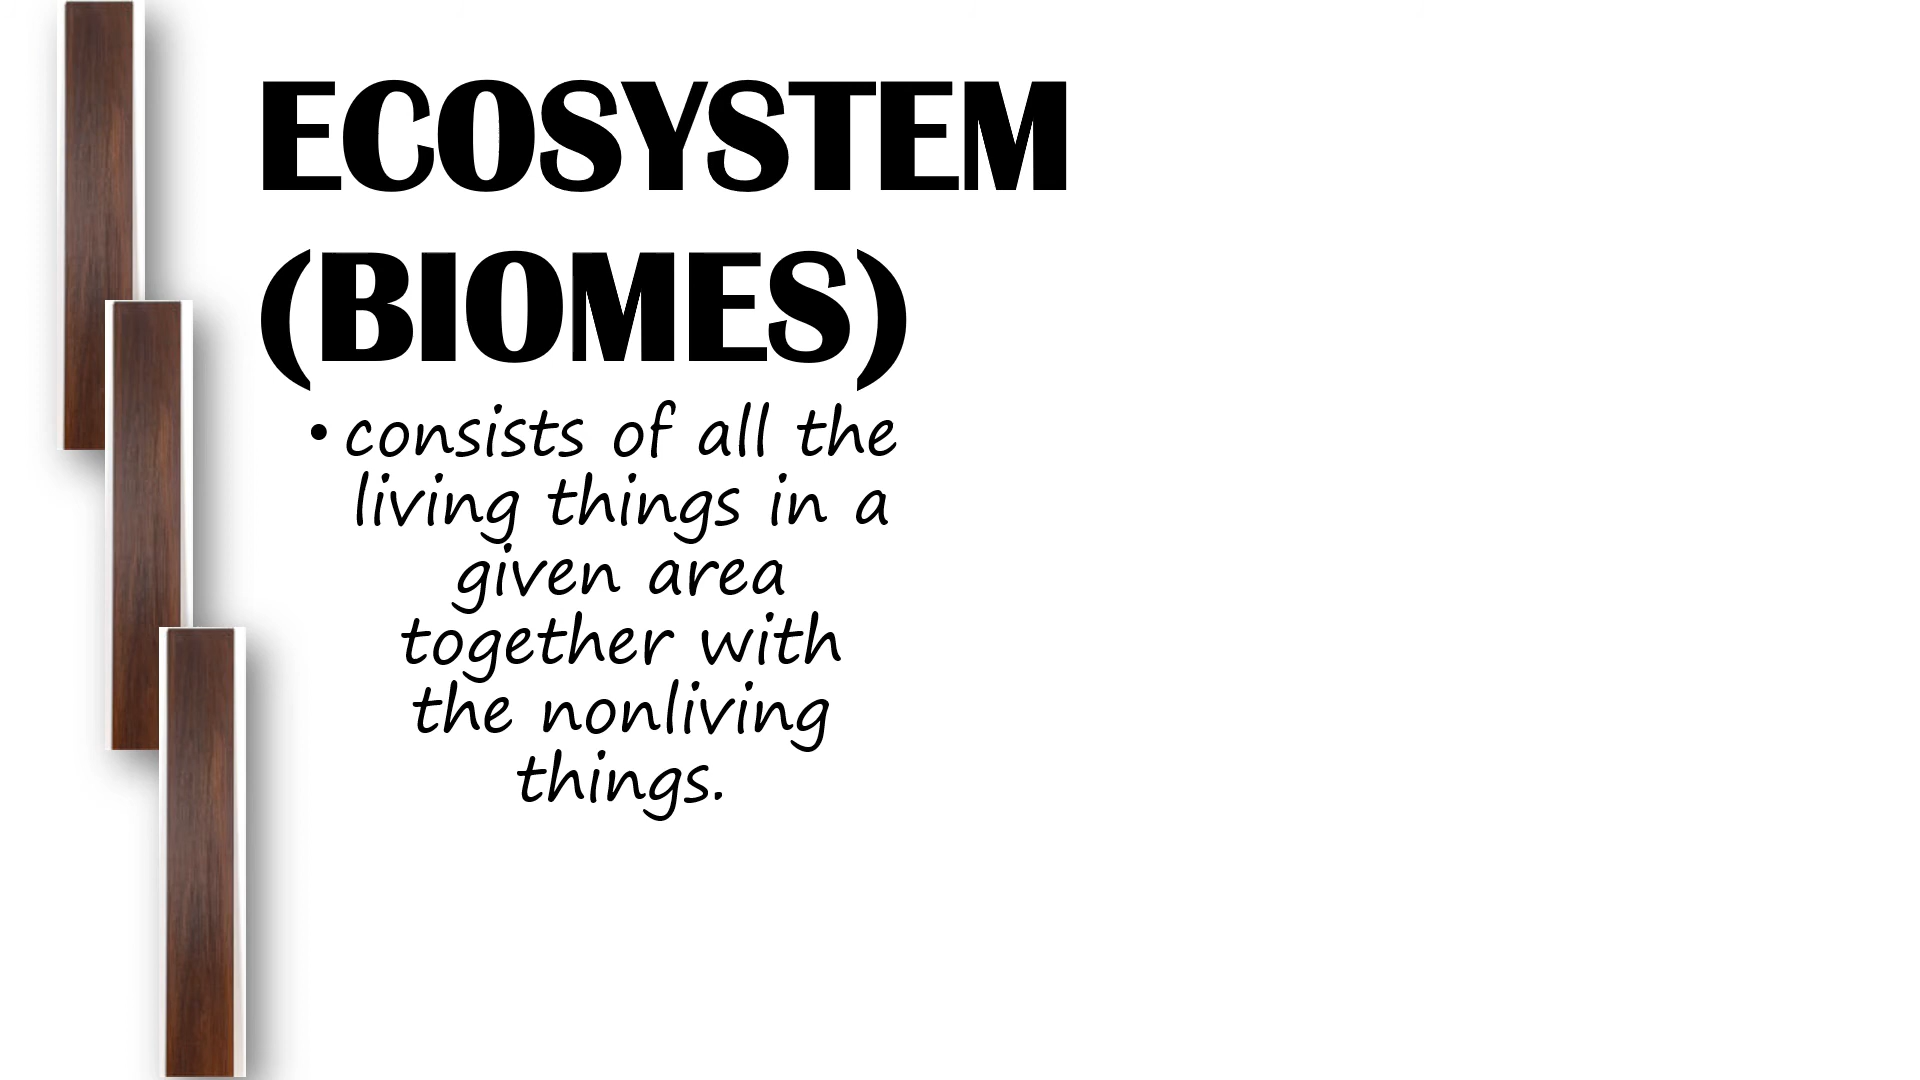 ECOSYSTEM
(BIOMES)
• consists of all the
living things in a
given area
together with
the nonliving
things.